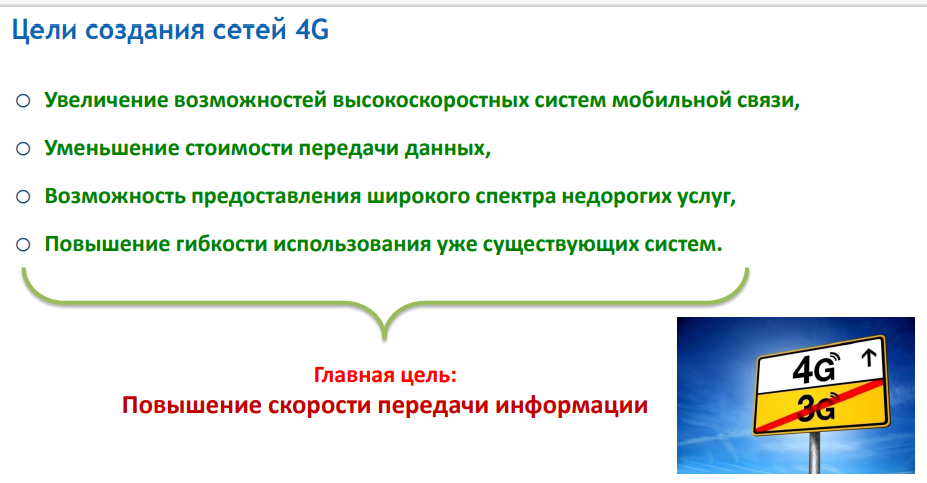 Цели создания сетей 4G
Увеличение возможностей высокоскоростных систем мобильной связи,
Уменьшение стоимости передачи данных,
Возможность предоставления широкого спектра недорогих услуг,
Повышение гибкости использования уже существующих систем.
Главная цель:
Повышение скорости передачи информации
4G
3G